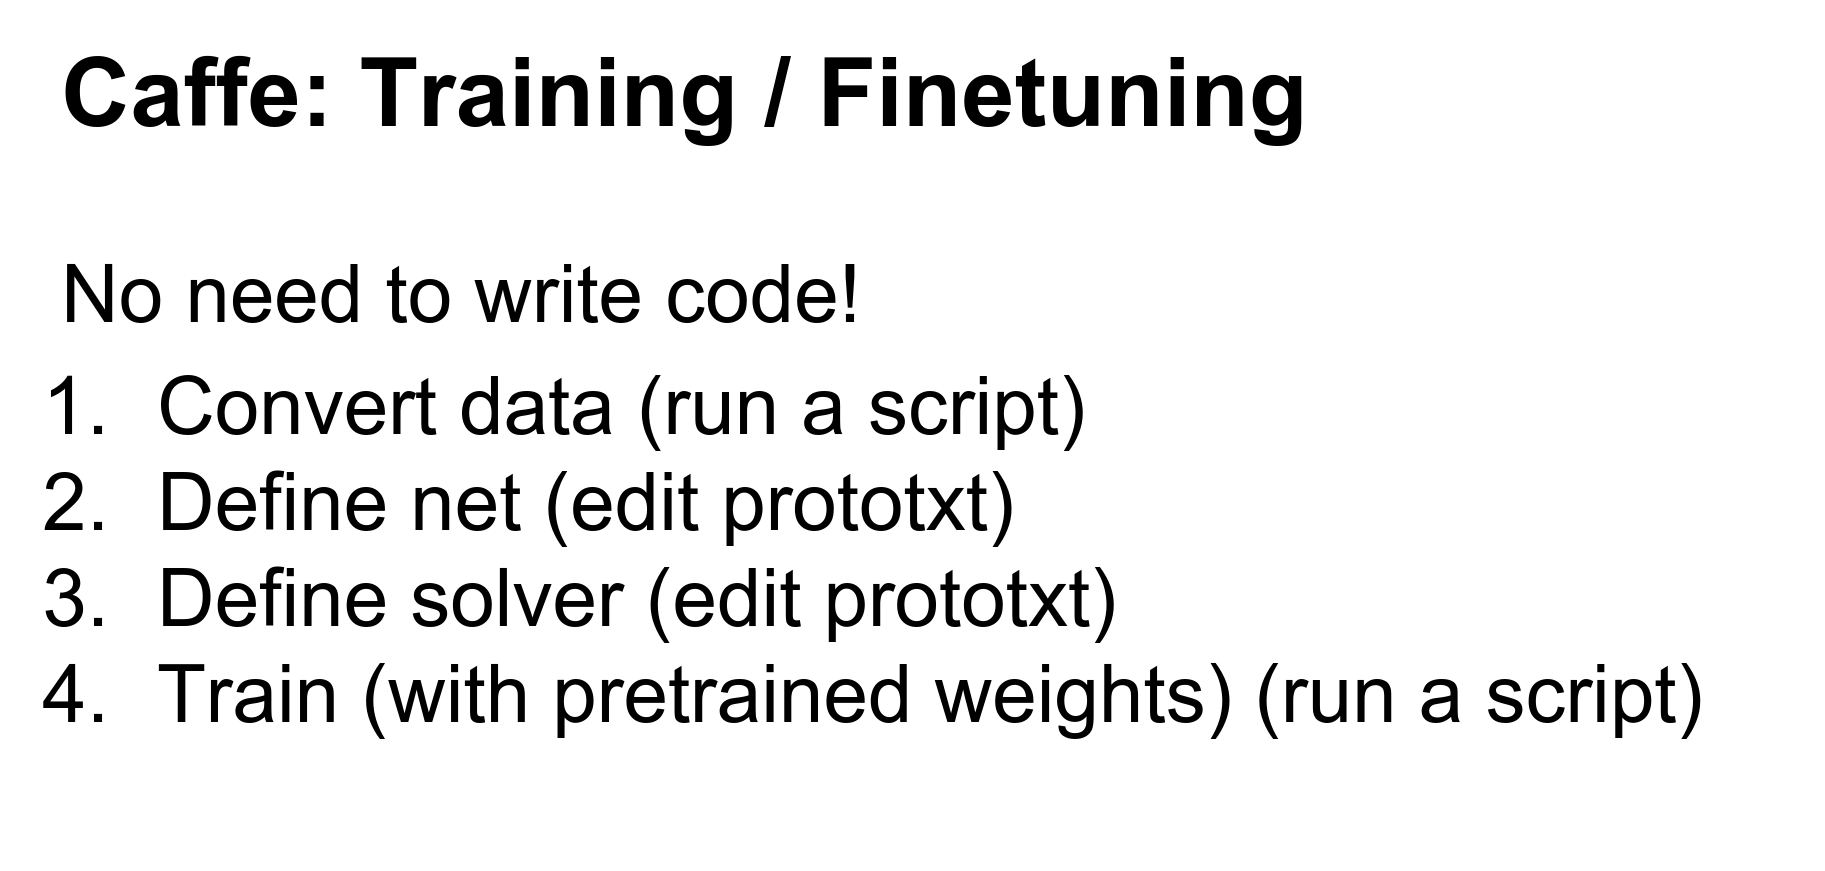 Caffe: Training / Finetuning
No need to write code!
1. Convert data (run a script)
2. Define net (edit prototxt)
3. Define solver (edit prototxt)
4. Train (with pretrained weights) (run a script)